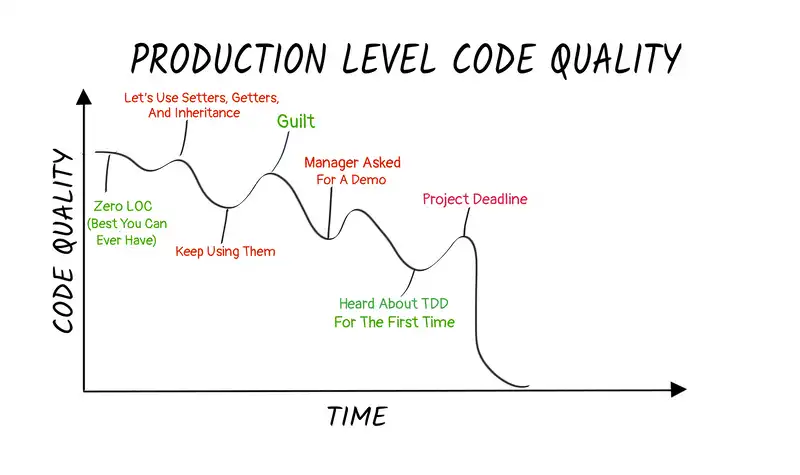 PRODUCTION LEVEL CODE QUALITY
Let's Use Setters, Getters,
And Inheritance
Guilt
Manager Asked
For A Demo
Project Deadline
Zero LOC
(Best You Can
Ever Have)
Keep Using Them
Heard About TDD
For The First Time
CODE QUALITY
TIME